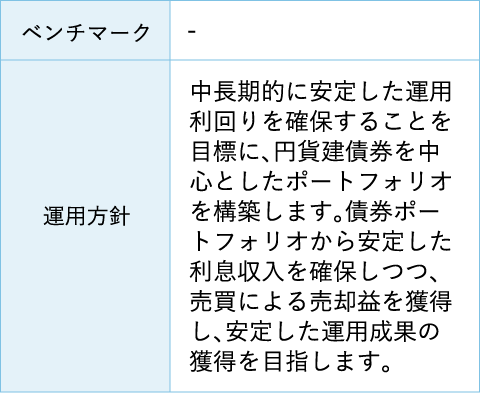 ベンチマーク
-
運用方針
中長期的に安定した運用
利回りを確保することを
目標に、円貨建債券を中
心としたポートフォリオ
を構築します。債券ポー
トフォリオから安定した
利息収入を確保しつつ、
売買による売却益を獲得
し、安定した運用成果の
獲得を目指します。